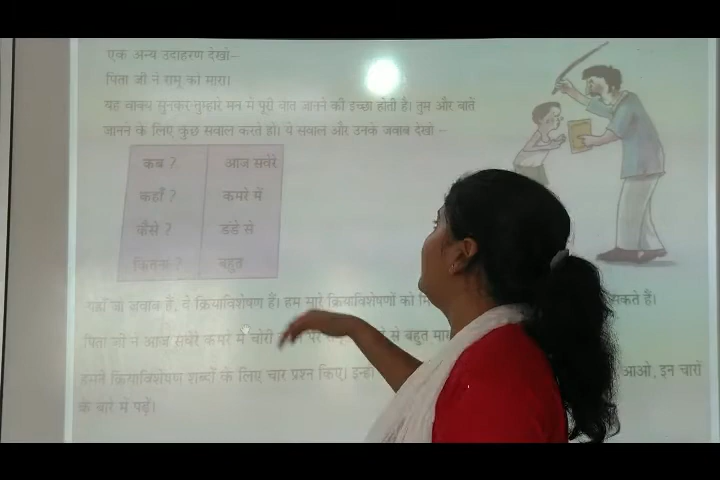 एक अन्य उदाहरण देखो–
पिता जी ने रामू को मारा।
यह वाक्य सुनकर तुम्हारे मन में पूरी बात जानने की इच्छा होती है। तुम और बातें
जानने के लिए कुछ सवाल करते हो। ये सवाल और उनके जवाब देखो –
कब ? आज सवेरे
कहाँ ? कमरे में
कैसे ? डंडे से
कितना ? बहुत
यहाँ जो जवाब हैं, वे क्रियाविशेषण हैं। हम सारे क्रियाविशेषणों को सकते हैं।
पिता जी ने आज सवेरे कमरे में चोरी पर से बहुत
हमने क्रियाविशेषण शब्दों के लिए चार प्रश्न किए। आओ, इन चारों
के बारे में पढ़ें।